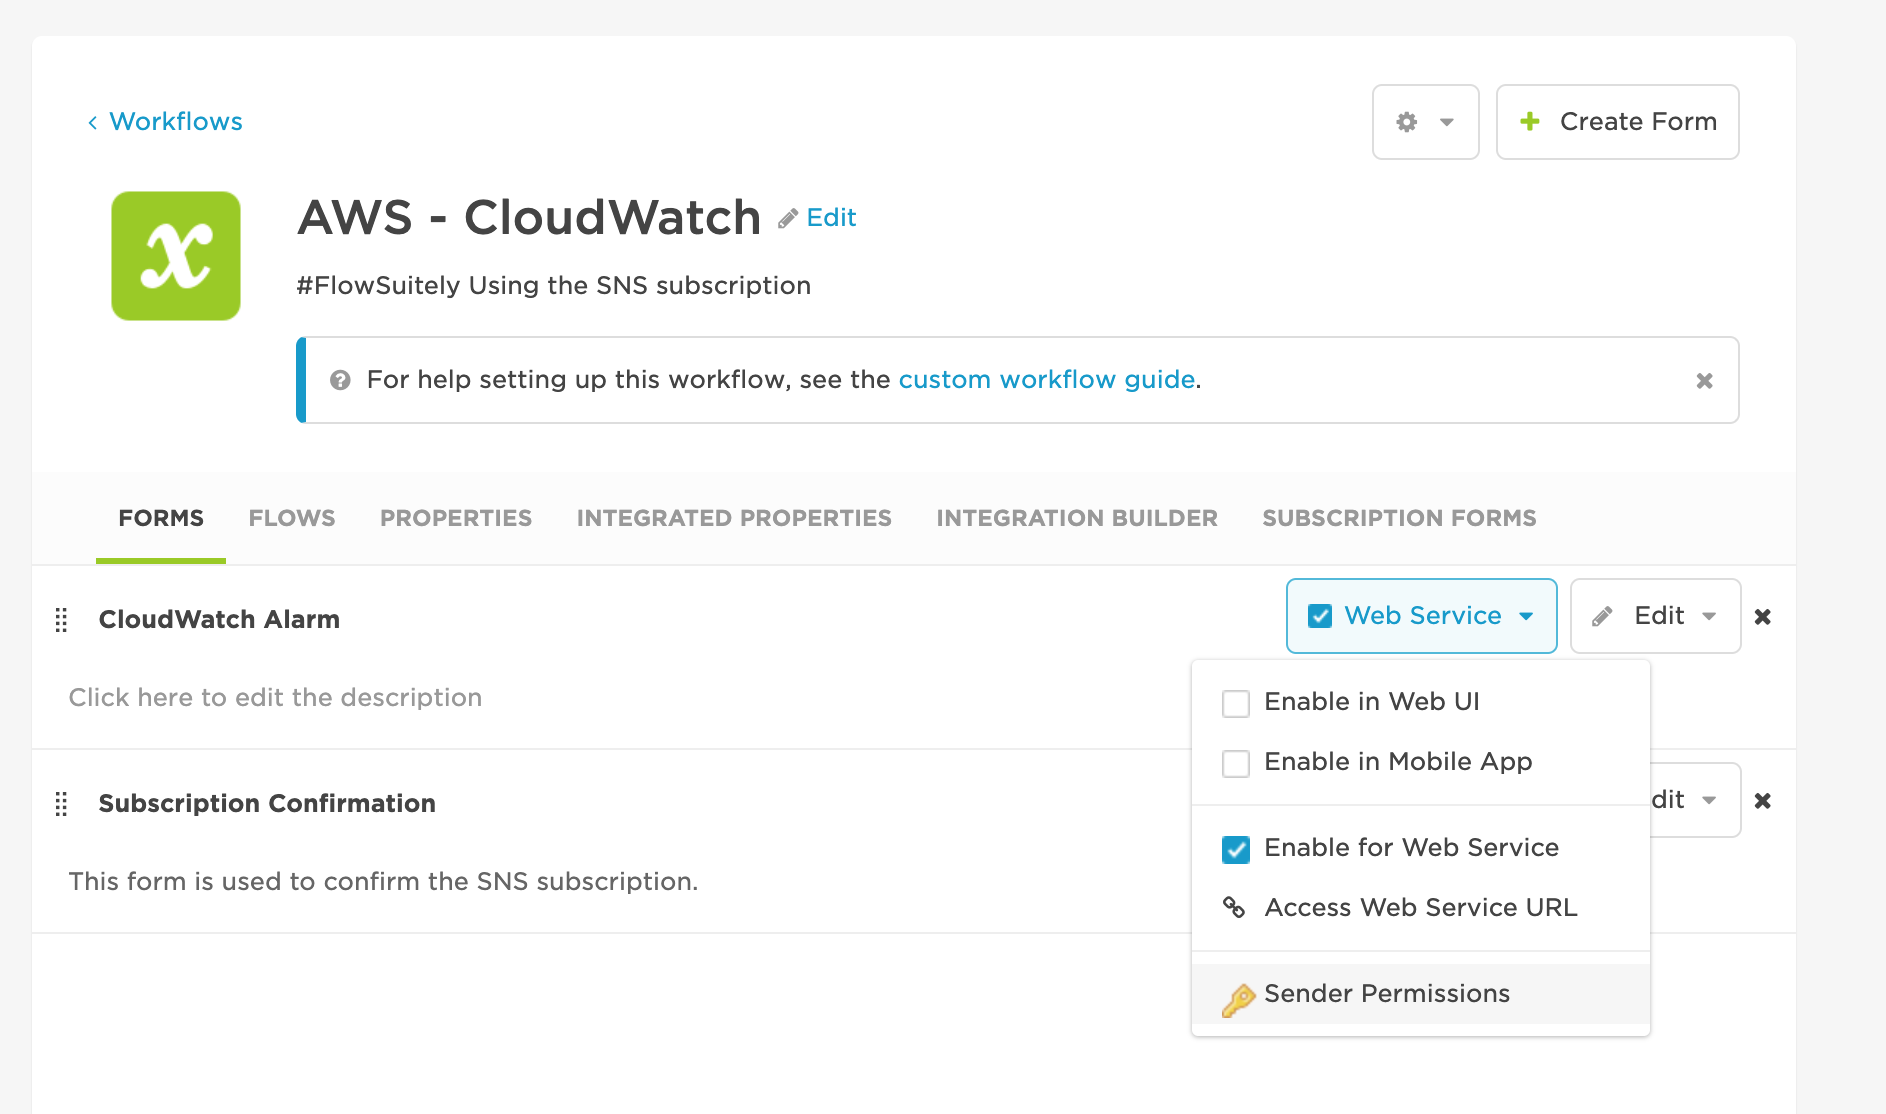 Workflows
Create Form
x
AWS - CloudWatch Edit
#FlowSuitely Using the SNS subscription
For help setting up this workflow, see the custom workflow guide.
FORMS FLOWS PROPERTIES INTEGRATED PROPERTIES INTEGRATION BUILDER SUBSCRIPTION FORMS
CloudWatch Alarm
Web Service
Edit
Click here to edit the description
Enable in Web UI
Enable in Mobile App
Enable for Web Service
Access Web Service URL
Sender Permissions
Subscription Confirmation
dit
This form is used to confirm the SNS subscription.